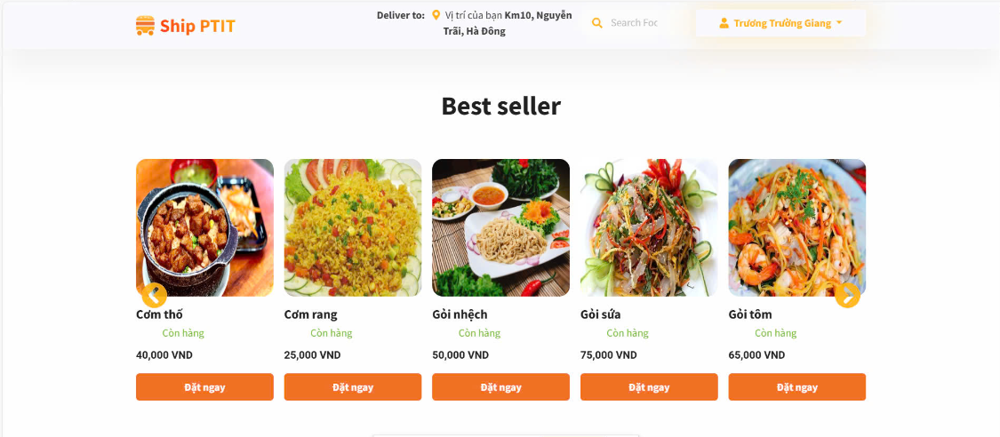 Ship PTIT
Deliver to: Vị trí của bạn Km10, Nguyễn
Trãi, Hà Đông
Search Foc
Trương Trường Giang
Best seller
Cơm thố
Cơm rang
Gỏi nhệch
Gỏi sứa
Gỏi tôm
Còn hàng
Còn hàng
Còn hàng
Còn hàng
Còn hàng
40,000 VND
25,000 VND
50,000 VND
75,000 VND
65,000 VND
Đặt ngay
Đặt ngay
Đặt ngay
Đặt ngay
Đặt ngay